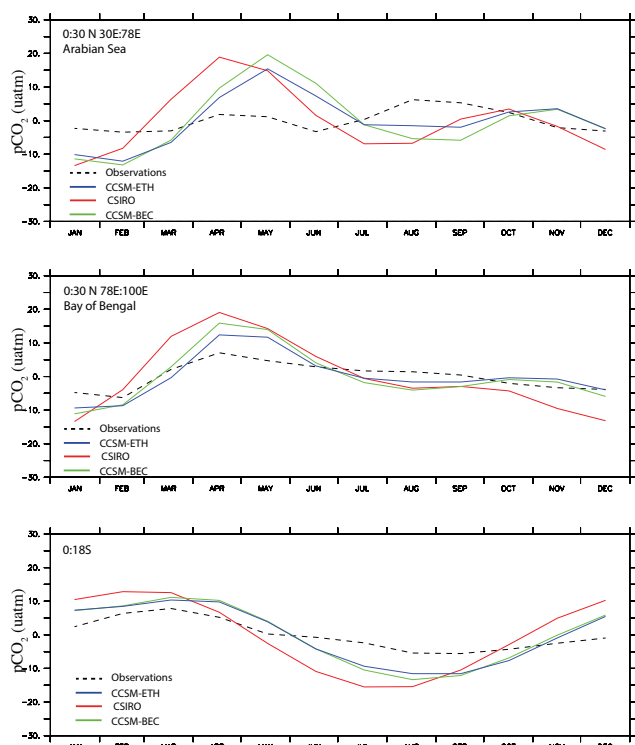 30.
20.
10.
0.
-10.
-20.
-30.
pCO2 (uatm)
0:30 N 30E:78E
Arabian Sea
Observations
CCSM-ETH
CSIRO
CCSM-BEC
JAN FEB MAR APR MAY JUN JUL AUG SEP OCT NOV DEC
30.
20.
10.
0.
-10.
-20.
-30.
pCO2 (uatm)
0:30 N 78E:100E
Bay of Bengal
Observations
CCSM-ETH
CSIRO
CCSM-BEC
JAN FEB MAR APR MAY JUN JUL AUG SEP OCT NOV DEC
30.
20.
10.
0.
-10.
-20.
-30.
pCO2 (uatm)
0:18S
Observations
CCSM-ETH
CSIRO
CCSM-BEC